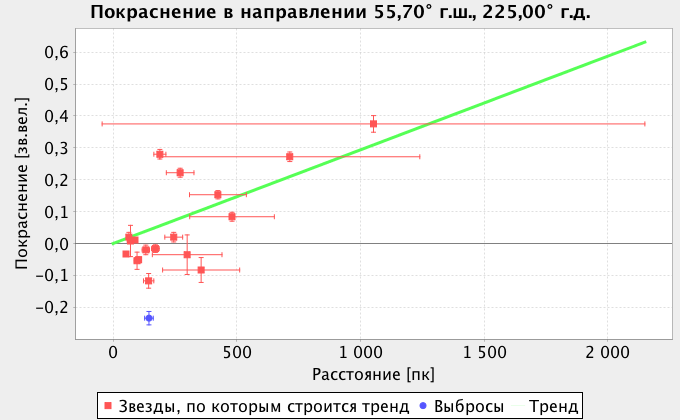 Покраснение в направлении 55,70° г.ш., 225,00° г.д.
Покраснение [зв.вел.]
0,6
0,5
0,4
0,3
0,2
0,1
0,0
−0,1
−0,2
0 500 1 000 1 500 2 000
Расстояние [пк]
Звезды, по которым строится тренд Выбросы Тренд